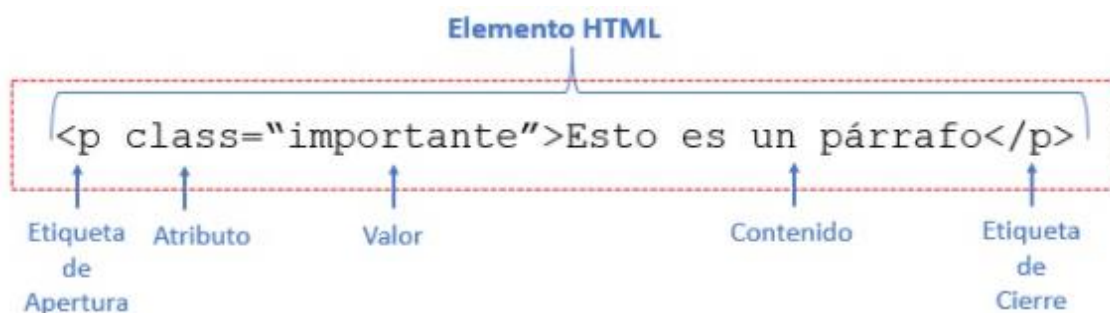 Elemento HTML
<p class=“importante”>Esto es un párrafo</p>
Etiqueta de Apertura
Atributo
Valor
Contenido
Etiqueta de Cierre